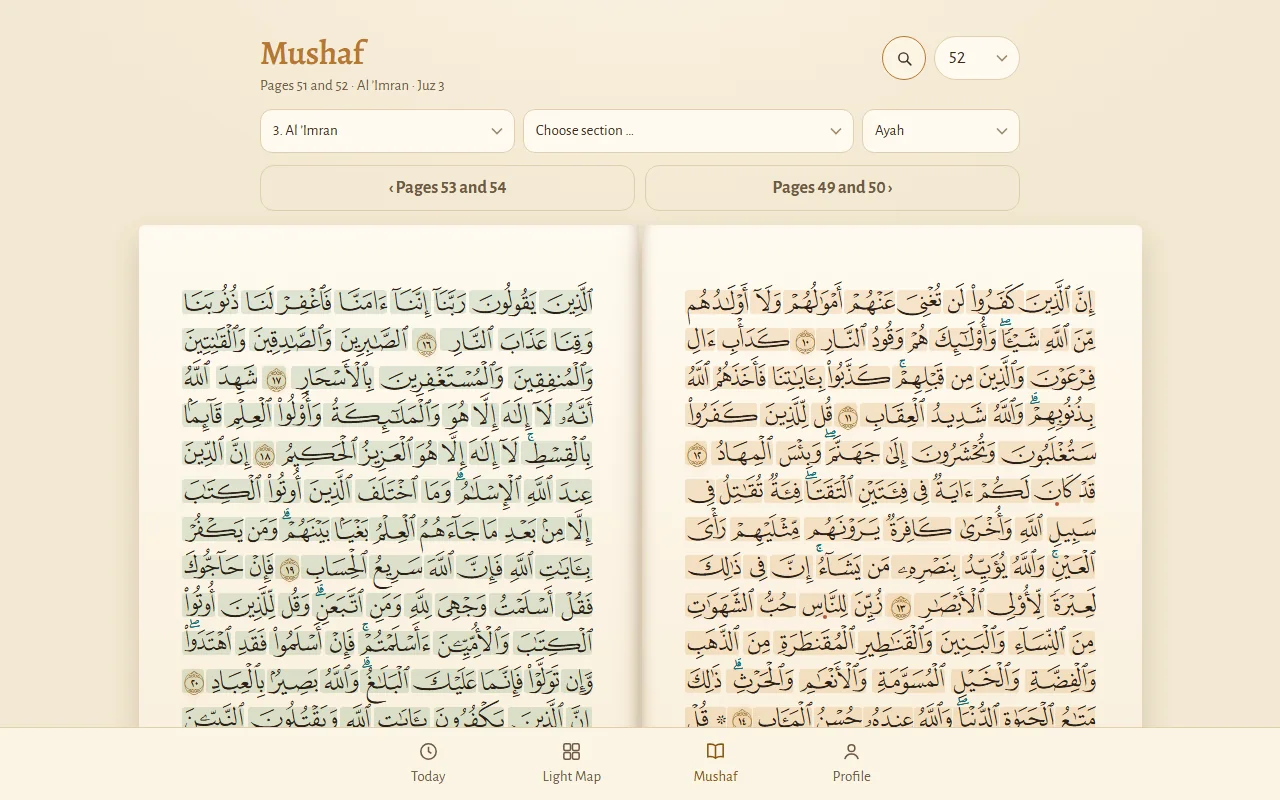 Mushaf
52
Pages 51 and 52 · Al 'Imran · Juz 3
3. Al 'Imran
Choose section ...
Ayah
‹ Pages 53 and 54
Pages 49 and 50 ›
إِنَّ ٱلَّذِينَ كَفَرُوا۟ لَن تُغْنِىَ عَنْهُمْ أَمْوَٰلُهُمْ وَلَآ أَوْلَـٰدُهُم
مِّنَ ٱللَّهِ شَيْـًٔا ۖ وَأُو۟لَـٰٓئِكَ هُمْ وَقُودُ ٱلنَّارِ ١٠ كَدَأْبِ ءَالِ
فِرْعَوْنَ وَٱلَّذِينَ مِن قَبْلِهِمْ ۚ كَذَّبُوا۟ بِـَٔايَـٰتِنَا فَأَخَذَهُمُ ٱللَّهُ
بِذُنُوبِهِمْ ۗ وَٱللَّهُ شَدِيدُ ٱلْعِقَابِ ١١ قُل لِّلَّذِينَ كَفَرُوا۟
سَتُغْلَبُونَ وَتُحْشَرُونَ إِلَىٰ جَهَنَّمَ ۖ وَبِئْسَ ٱلْمِهَادُ ١٢
قَدْ كَانَ لَكُمْ ءَايَةٌ فِى فِئَتَيْنِ ٱلْتَقَتَا ۖ فِئَةٌ تُقَـٰتِلُ فِى
سَبِيلِ ٱللَّهِ وَأُخْرَىٰ كَافِرَةٌ يَرَوْنَهُم مِّثْلَيْهِمْ رَأْىَ
ٱلْعَيْنِ ۚ وَٱللَّهُ يُؤَيِّدُ بِنَصْرِهِۦ مَن يَشَآءُ ۚ إِنَّ فِى ذَٰلِكَ
لَعِبْرَةً لِّأُو۟لِى ٱلْأَبْصَـٰرِ ١٣ زُيِّنَ لِلنَّاسِ حُبُّ ٱلشَّهَوَٰتِ
مِنَ ٱلنِّسَآءِ وَٱلْبَنِينَ وَٱلْقَنَـٰطِيرِ ٱلْمُقَنطَرَةِ مِنَ ٱلذَّهَبِ
وَٱلْفِضَّةِ وَٱلْخَيْلِ ٱلْمُسَوَّمَةِ وَٱلْأَنْعَـٰمِ وَٱلْحَرْثِ ۗ ذَٰلِكَ
مَتَـٰعُ ٱلْحَيَوٰةِ ٱلدُّنْيَا ۖ وَٱللَّهُ عِندَهُۥ حُسْنُ ٱلْمَـَٔابِ ١٤ ۞ قُلْ
ٱلَّذِينَ يَقُولُونَ رَبَّنَآ إِنَّنَآ ءَامَنَّا فَٱغْفِرْ لَنَا ذُنُوبَنَا
وَقِنَا عَذَابَ ٱلنَّارِ ١٦ ٱلصَّـٰبِرِينَ وَٱلصَّـٰدِقِينَ وَٱلْقَـٰنِتِينَ
وَٱلْمُنفِقِينَ وَٱلْمُسْتَغْفِرِينَ بِٱلْأَسْحَارِ ١٧ شَهِدَ ٱللَّهُ
أَنَّهُۥ لَآ إِلَـٰهَ إِلَّا هُوَ وَٱلْمَلَـٰٓئِكَةُ وَأُو۟لُوا۟ ٱلْعِلْمِ قَآئِمًۢا
بِٱلْقِسْطِ ۚ لَآ إِلَـٰهَ إِلَّا هُوَ ٱلْعَزِيزُ ٱلْحَكِيمُ ١٨ إِنَّ ٱلدِّينَ
عِندَ ٱللَّهِ ٱلْإِسْلَـٰمُ ۗ وَمَا ٱخْتَلَفَ ٱلَّذِينَ أُوتُوا۟ ٱلْكِتَـٰبَ
إِلَّا مِنۢ بَعْدِ مَا جَآءَهُمُ ٱلْعِلْمُ بَغْيًۢا بَيْنَهُمْ ۗ وَمَن يَكْفُرْ
بِـَٔايَـٰتِ ٱللَّهِ فَإِنَّ ٱللَّهَ سَرِيعُ ٱلْحِسَابِ ١٩ فَإِنْ حَآجُّوكَ
فَقُلْ أَسْلَمْتُ وَجْهِىَ لِلَّهِ وَمَنِ ٱتَّبَعَنِ ۗ وَقُل لِّلَّذِينَ أُوتُوا۟
ٱلْكِتَـٰبَ وَٱلْأُمِّيِّـۧنَ ءَأَسْلَمْتُمْ ۚ فَإِنْ أَسْلَمُوا۟ فَقَدِ ٱهْتَدَوا۟ ۖ
وَّإِن تَوَلَّوْا۟ فَإِنَّمَا عَلَيْكَ ٱلْبَلَـٰغُ ۗ وَٱللَّهُ بَصِيرٌۢ بِٱلْعِبَادِ ٢٠
إِنَّ ٱلَّذِينَ يَكْفُرُونَ بِـَٔايَـٰتِ ٱللَّهِ وَيَقْتُلُونَ ٱلنَّبِيِّـۧنَ
Today
Light Map
Mushaf
Profile